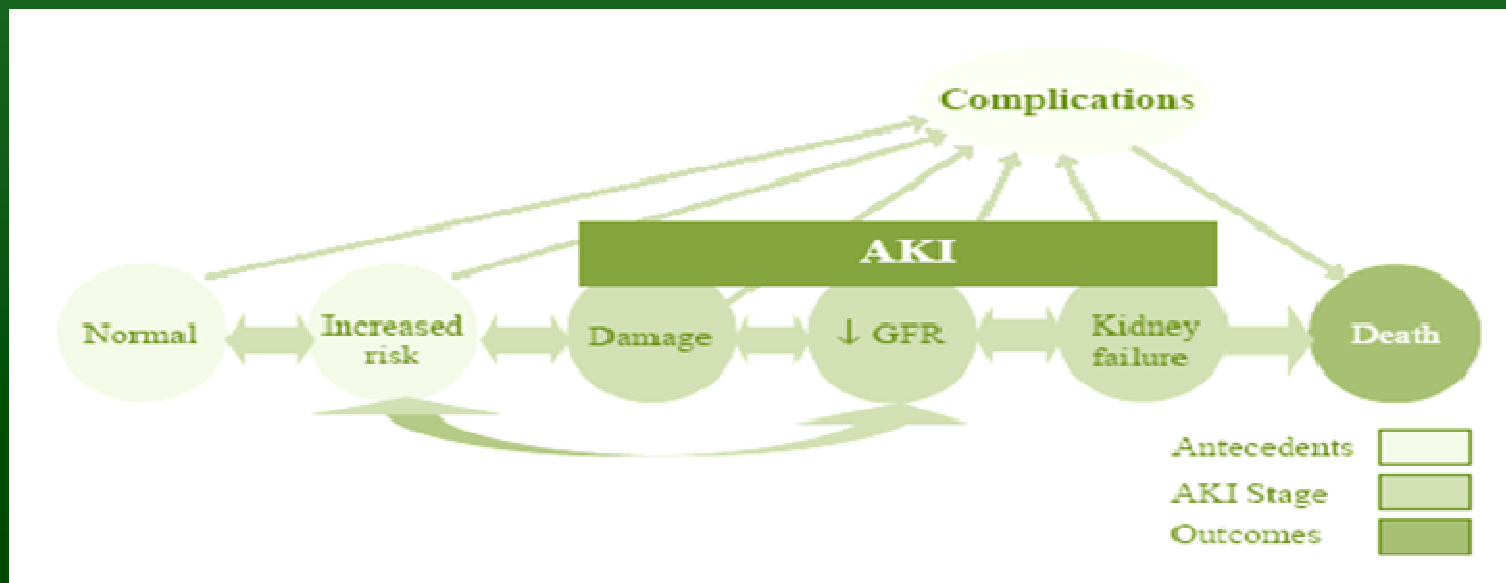 Complications
AKI
Normal
Increased
risk
Damage
↓ GFR
Kidney
failure
Death
Antecedents
AKI Stage
Outcomes